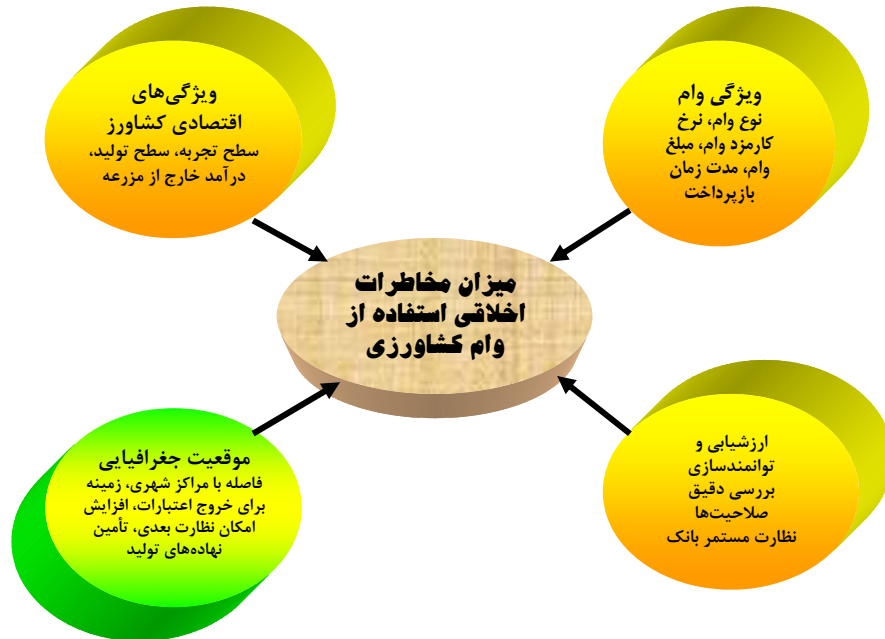 ویژگی وام
نوع وام، نرخ
کارمزد وام، مبلغ
وام، مدت زمان
بازپرداخت
ویژگی‌های
اقتصادی کشاورز
سطح تجربه، سطح تولید،
درآمد خارج از مزرعه
میزان مخاطرات
اخلاقی استفاده از
وام کشاورزی
ارزشیابی و
توانمندسازی
بررسی دقیق
صلاحیت‌ها
نظارت مستمر بانک
موقعیت جغرافیایی
فاصله با مراکز شهری، زمینه
برای خروج اعتبارات، افزایش
امکان نظارت بعدی، تأمین
نهاده‌های تولید